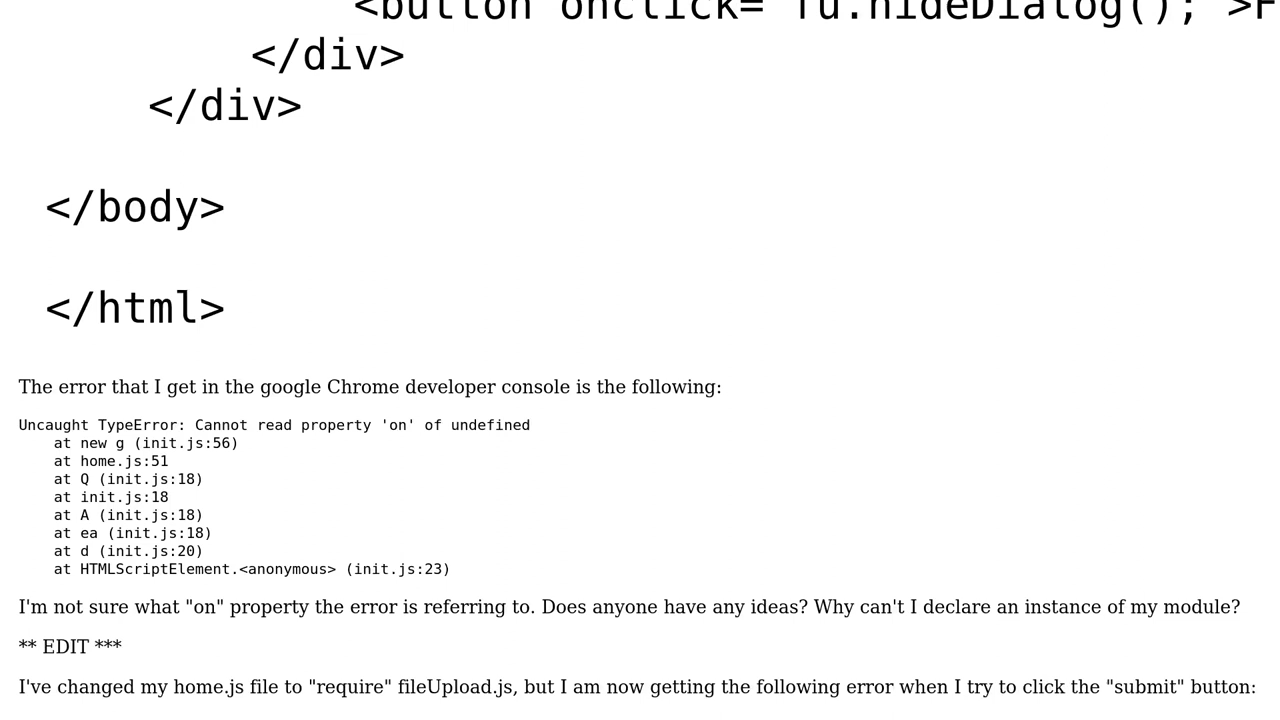 <button onclick="fu.hideDialog();">F
</div>
</div>
</body>
</html>
The error that I get in the google Chrome developer console is the following:
Uncaught TypeError: Cannot read property 'on' of undefined
at new g (init.js:56)
at home.js:51
at Q (init.js:18)
at init.js:18
at A (init.js:18)
at ea (init.js:18)
at d (init.js:20)
at HTMLScriptElement.<anonymous> (init.js:23)
I'm not sure what "on" property the error is referring to. Does anyone have any ideas? Why can't I declare an instance of my module?
** EDIT ***
I've changed my home.js file to "require" fileUpload.js, but I am now getting the following error when I try to click the "submit" button: